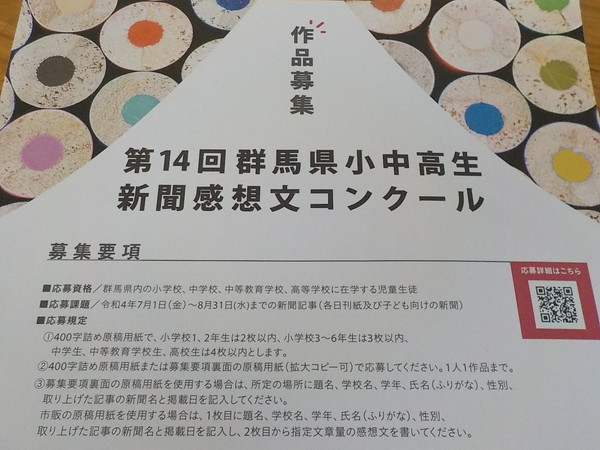 作品募集
第14回群馬県小中高生
新聞感想文コンクール
募集要項
応募詳細はこちら
■応募資格／群馬県内の小学校、中学校、中等教育学校、高等学校に在学する児童生徒
■応募課題／令和4年7月1日(金)～8月31日(水)までの新聞記事(各日刊紙及び子ども向けの新聞)
■応募規定
①400字詰め原稿用紙で、小学校1、2年生は2枚以内、小学校3～6年生は3枚以内、
中学生、中等教育学校生、高校生は4枚以内とします。
②400字詰め原稿用紙または募集要項裏面の原稿用紙(拡大コピー可)で応募してください。1人1作品まで。
③募集要項裏面の原稿用紙を使用する場合は、所定の場所に題名、学校名、学年、氏名(ふりがな)、性別、
取り上げた記事の新聞名と掲載日を記入してください。
市販の原稿用紙を使用する場合は、1枚目に題名、学校名、学年、氏名(ふりがな)、性別、
取り上げた記事の新聞名と掲載日を記入し、2枚目から指定文章量の感想文を書いてください。